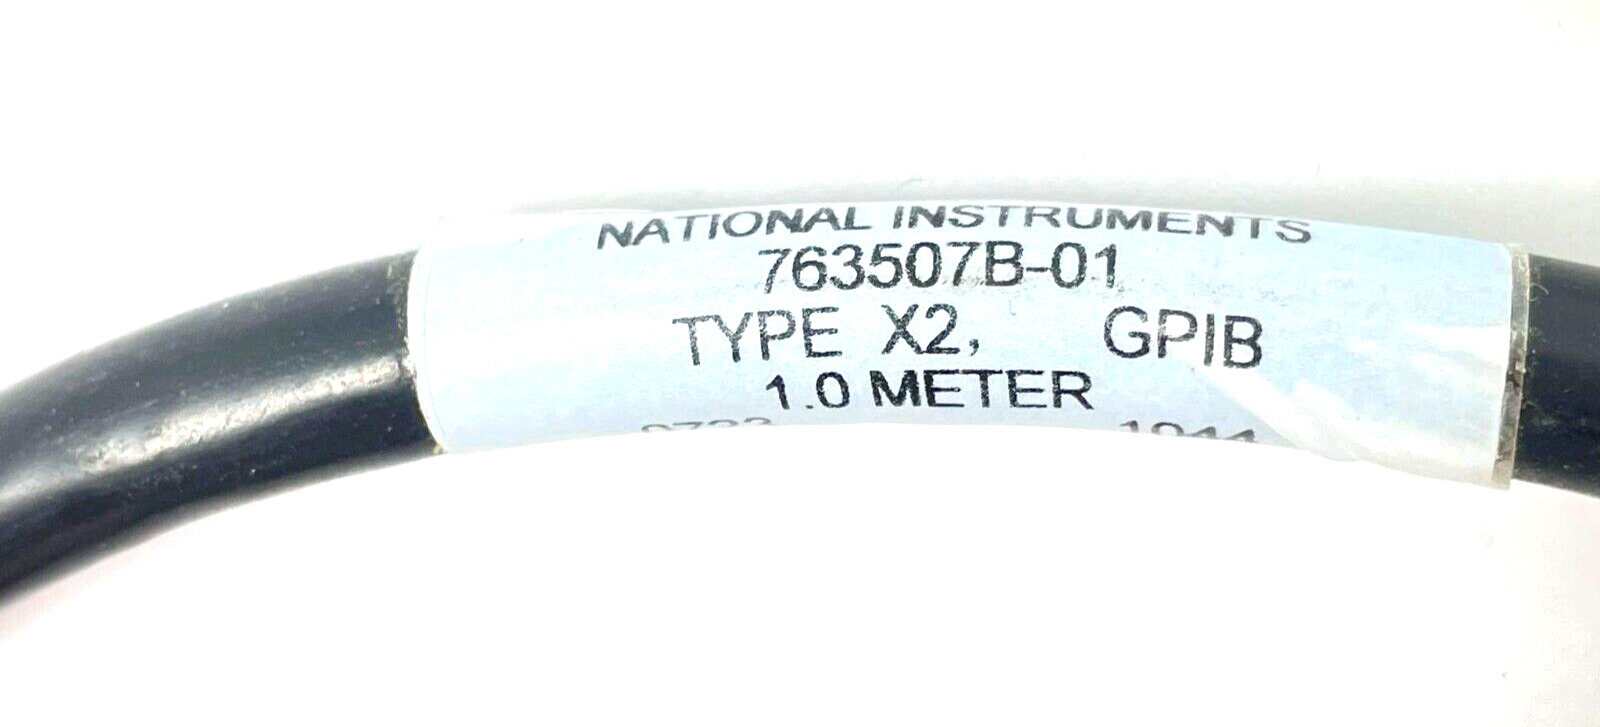 NATIONAL INSTRUMENTS
763507B-01
TYPE X2, GPIB
1.0 METER